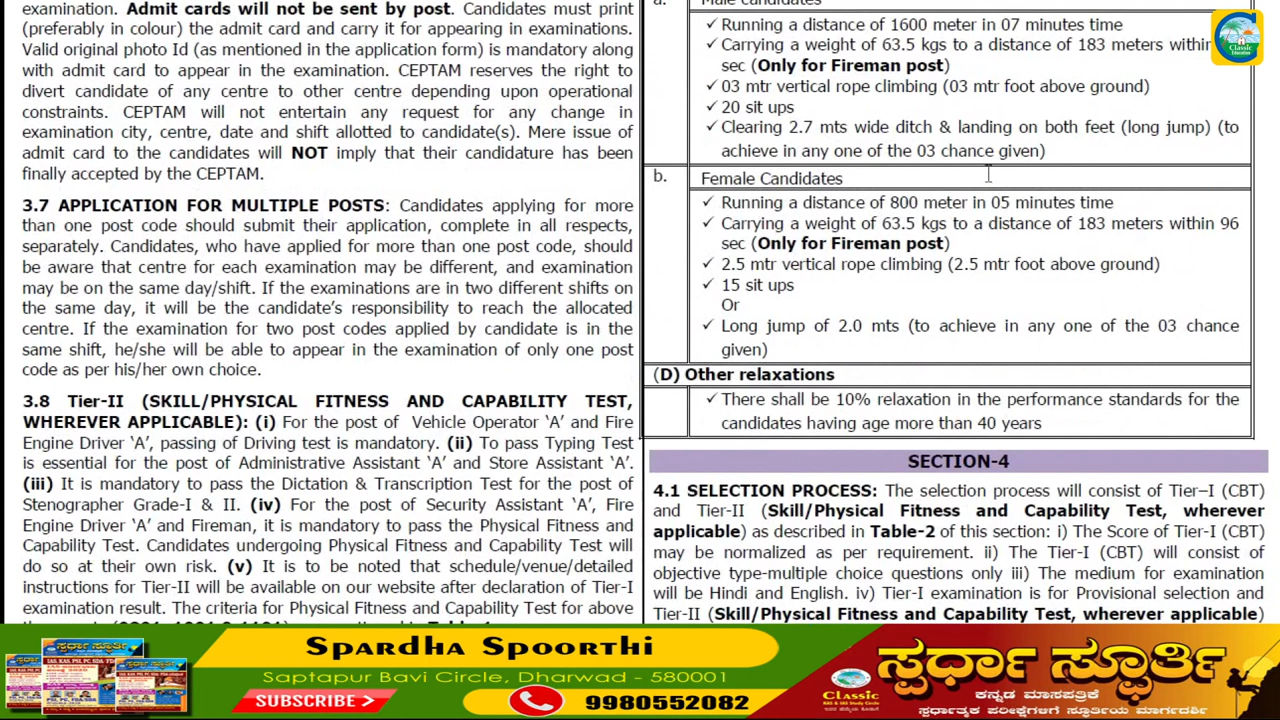 examination. Admit cards will not be sent by post. Candidates must print
(preferably in colour) the admit card and carry it for appearing in examinations.
Valid original photo Id (as mentioned in the application form) is mandatory along
with admit card to appear in the examination. CEPTAM reserves the right to
divert candidate of any centre to other centre depending upon operational
constraints. CEPTAM will not entertain any request for any change in
examination city, centre, date and shift allotted to candidate(s). Mere issue of
admit card to the candidates will NOT imply that their candidature has been
finally accepted by the CEPTAM.
3.7 APPLICATION FOR MULTIPLE POSTS: Candidates applying for more
than one post code should submit their application, complete in all respects,
separately. Candidates, who have applied for more than one post code, should
be aware that centre for each examination may be different, and examination
may be on the same day/shift. If the examinations are in two different shifts on
the same day, it will be the candidate's responsibility to reach the allocated
centre. If the examination for two post codes applied by candidate is in the
same shift, he/she will be able to appear in the examination of only one post
code as per his/her own choice.
3.8 Tier-II (SKILL/PHYSICAL FITNESS AND CAPABILITY TEST,
WHEREVER APPLICABLE): (i) For the post of Vehicle Operator 'A' and Fire
Engine Driver 'A', passing of Driving test is mandatory. (ii) To pass Typing Test
is essential for the post of Administrative Assistant 'A' and Store Assistant 'A'.
(iii) It is mandatory to pass the Dictation & Transcription Test for the post of
Stenographer Grade-I & II. (iv) For the post of Security Assistant 'A', Fire
Engine Driver 'A' and Fireman, it is mandatory to pass the Physical Fitness and
Capability Test. Candidates undergoing Physical Fitness and Capability Test will
do so at their own risk. (v) It is to be noted that schedule/venue/detailed
instructions for Tier-II will be available on our website after declaration of Tier-I
examination result. The criteria for Physical Fitness and Capability Test for above
a. Male candidates
✓ Running a distance of 1600 meter in 07 minutes time
✓ Carrying a weight of 63.5 kgs to a distance of 183 meters within
sec (Only for Fireman post)
✓ 03 mtr vertical rope climbing (03 mtr foot above ground)
✓ 20 sit ups
✓ Clearing 2.7 mts wide ditch & landing on both feet (long jump) (to
achieve in any one of the 03 chance given)
b. Female Candidates
✓ Running a distance of 800 meter in 05 minutes time
✓ Carrying a weight of 63.5 kgs to a distance of 183 meters within 96
sec (Only for Fireman post)
✓ 2.5 mtr vertical rope climbing (2.5 mtr foot above ground)
✓ 15 sit ups
Or
✓ Long jump of 2.0 mts (to achieve in any one of the 03 chance
given)
(D) Other relaxations
✓ There shall be 10% relaxation in the performance standards for the
candidates having age more than 40 years
SECTION-4
4.1 SELECTION PROCESS: The selection process will consist of Tier–I (CBT)
and Tier-II (Skill/Physical Fitness and Capability Test, wherever
applicable) as described in Table-2 of this section: i) The Score of Tier-I (CBT)
may be normalized as per requirement. ii) The Tier-I (CBT) will consist of
objective type-multiple choice questions only iii) The medium for examination
will be Hindi and English. iv) Tier-I examination is for Provisional selection and
Tier-II (Skill/Physical Fitness and Capability Test, wherever applicable)
Classic
Education
Spardha Spoorthi
Saptapur Bavi Circle, Dharwad - 580001
SUBSCRIBE
9980552082
Classic
ಸ್ಪರ್ಧಾ ಸ್ಫೂರ್ತಿ
ಕನ್ನಡ ಮಾಸಪತ್ರಿಕೆ
ಸ್ಪರ್ಧಾತ್ಮಕ ಪರೀಕ್ಷೆಗಳಿಗೆ ಸ್ಫೂರ್ತಿಯ ಮಾರ್ಗದರ್ಶಿ